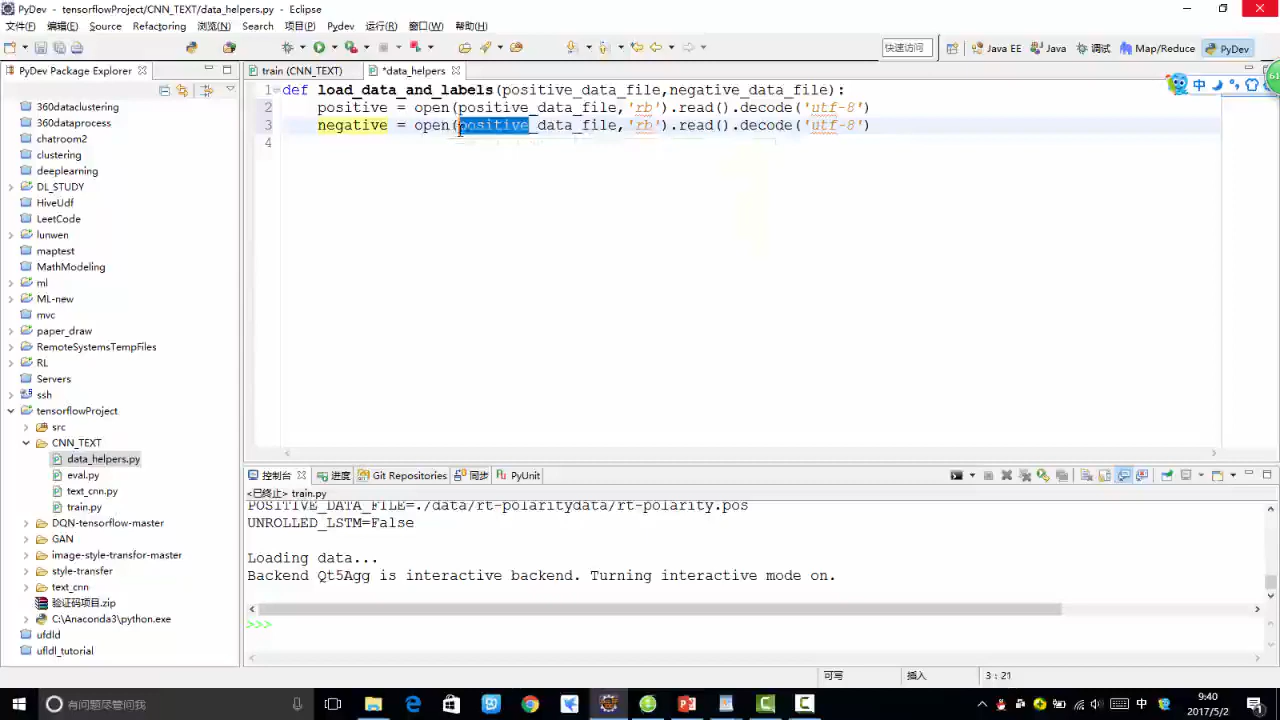 PyDev - tensorflowProject/CNN_TEXT/data_helpers.py - Eclipse
文件(F) 编辑(E) Source Refactoring 浏览(N) Search 项目(P) Pydev 运行(R) 窗口(W) 帮助(H)
快速访问 Java EE Java 调试 Map/Reduce PyDev
PyDev Package Explorer
360dataclustering
360dataprocess
chatroom2
clustering
deeplearning
DL_STUDY
HiveUdf
LeetCode
lunwen
maptest
MathModeling
ml
ML-new
mvc
paper_draw
RemoteSystemsTempFiles
RL
Servers
ssh
tensorflowProject
src
CNN_TEXT
data_helpers.py
eval.py
text_cnn.py
train.py
DQN-tensorflow-master
GAN
image-style-transfor-master
style-transfer
text_cnn
验证码项目.zip
C:\Anaconda3\python.exe
ufdld
ufldl_tutorial
train (CNN_TEXT) *data_helpers
中
61
1 def load_data_and_labels(positive_data_file,negative_data_file):
2 positive = open(positive_data_file,'rb').read().decode('utf-8')
3 negative = open(positive_data_file,'rb').read().decode('utf-8')
4
控制台 进度 Git Repositories 同步 PyUnit
<已终止> train.py
POSITIVE_DATA_FILE=./data/rt-polaritydata/rt-polarity.pos
UNROLLED_LSTM=False
Loading data...
Backend Qt5Agg is interactive backend. Turning interactive mode on.
>>>
可写 插入 3 : 21
有问题尽管问我
中
9:40
2017/5/2